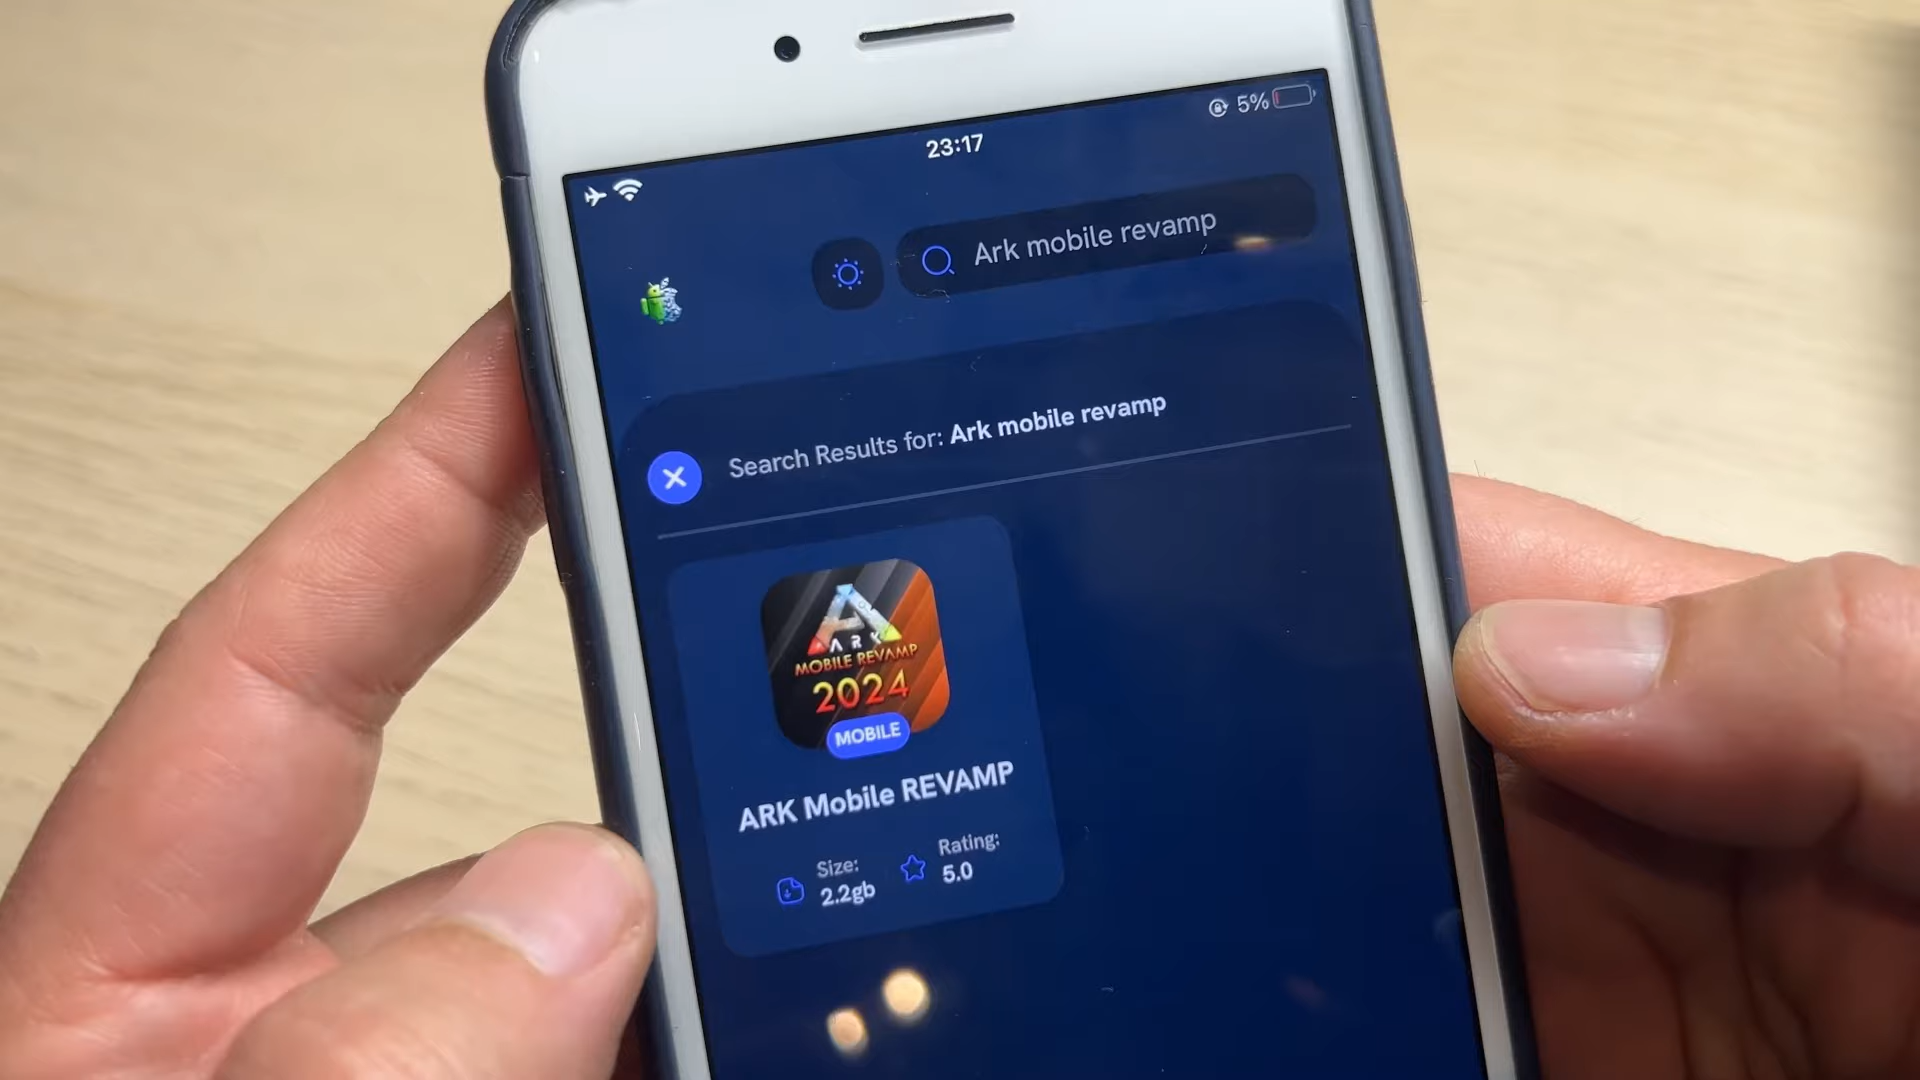 5%
23:17
Ark mobile revamp
Search Results for: Ark mobile revamp
ARK
MOBILE REVAMP
2024
MOBILE
ARK Mobile REVAMP
Size:
2.2gb
Rating:
5.0